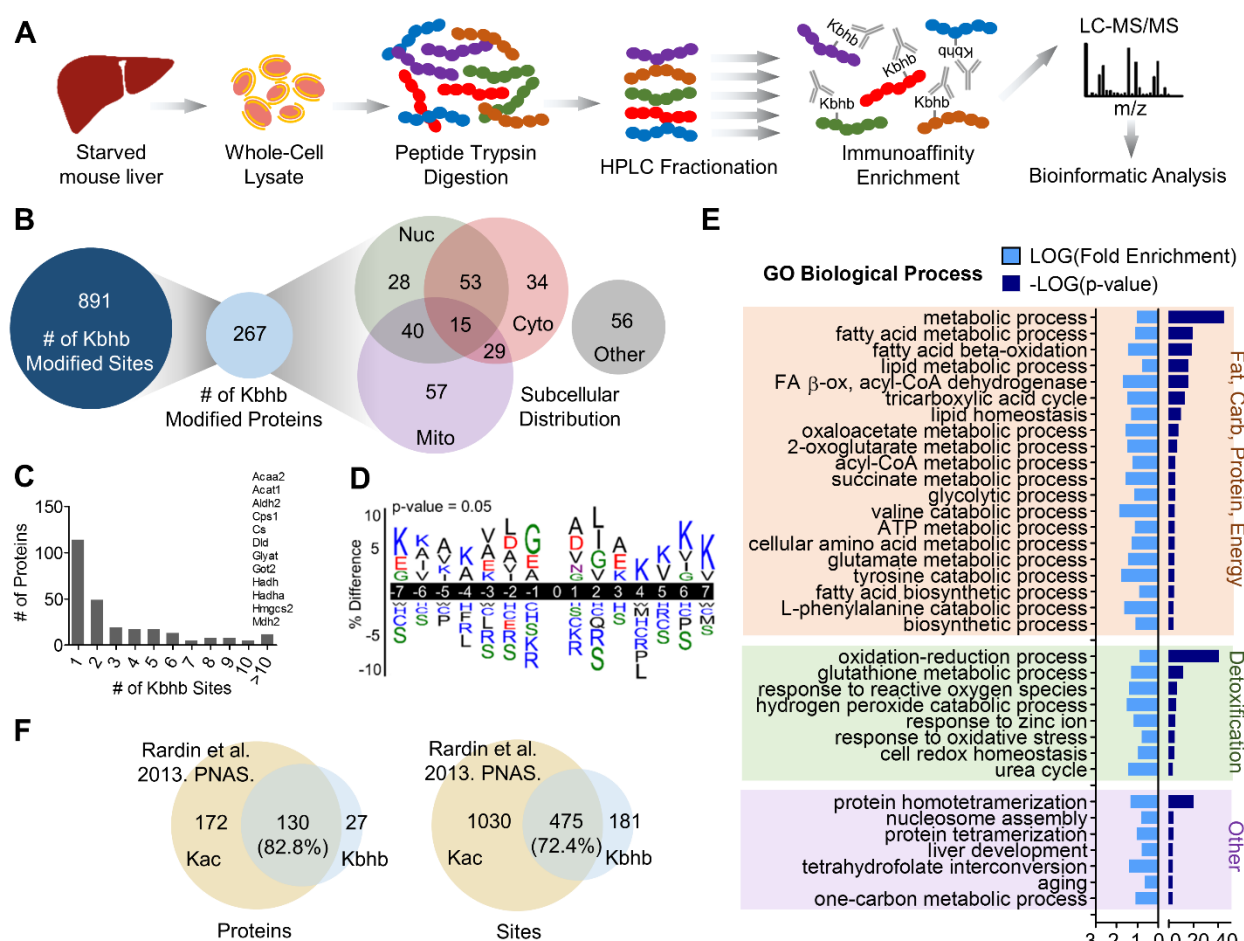 A
Starved
mouse liver
Whole-Cell
Lysate
Peptide Trypsin
Digestion
HPLC Fractionation
Kbhb
Kbhb
Kbhb
Kbhb
Kbhb
Immunoaffinity
Enrichment
LC-MS/MS
m/z
Bioinformatic Analysis
B
891
# of Kbhb
Modified Sites
267
# of Kbhb
Modified Proteins
Nuc
28
53
34
Cyto
40
15
29
57
Mito
56
Other
Subcellular
Distribution
C
# of Proteins
150
100
50
0
1 2 3 4 5 6 7 8 9 10 >10
# of Kbhb Sites
Acaa2
Acat1
Aldh2
Cps1
Cs
Dld
Glyat
Got2
Hadh
Hadha
Hmgcs2
Mdh2
D
p-value = 0.05
% Difference
10
5
-5
-10
-7 -6 -5 -4 -3 -2 -1 0 1 2 3 4 5 6 7
E
GO Biological Process
LOG(Fold Enrichment)
-LOG(p-value)
metabolic process
fatty acid metabolic process
fatty acid beta-oxidation
lipid metabolic process
FA β-ox, acyl-CoA dehydrogenase
tricarboxylic acid cycle
lipid homeostasis
oxaloacetate metabolic process
2-oxoglutarate metabolic process
acyl-CoA metabolic process
succinate metabolic process
glycolytic process
valine catabolic process
ATP metabolic process
cellular amino acid metabolic process
glutamate metabolic process
tyrosine catabolic process
fatty acid biosynthetic process
L-phenylalanine catabolic process
biosynthetic process
Fat, Carb, Protein, Energy
oxidation-reduction process
glutathione metabolic process
response to reactive oxygen species
hydrogen peroxide catabolic process
response to zinc ion
response to oxidative stress
cell redox homeostasis
urea cycle
Detoxification
protein homotetramerization
nucleosome assembly
protein tetramerization
liver development
tetrahydrofolate interconversion
aging
one-carbon metabolic process
Other
3 2 1 0 0 20 40
F
Rardin et al.
2013. PNAS.
172
Kac
130
(82.8%)
27
Kbhb
Proteins
Rardin et al.
2013. PNAS.
1030
Kac
475
(72.4%)
181
Kbhb
Sites